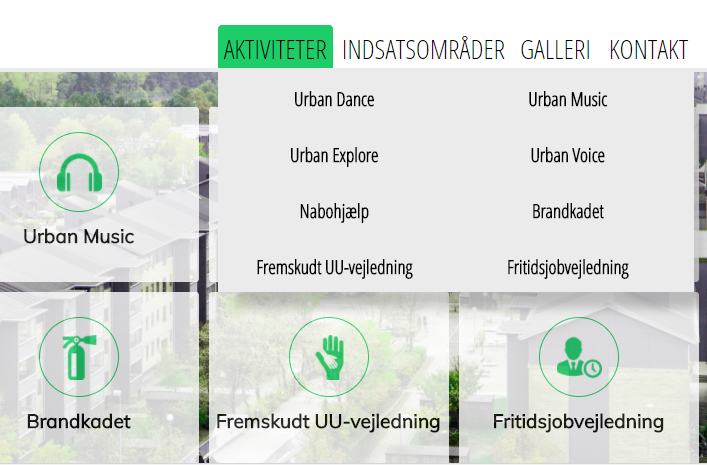 AKTIVITETER INDSATSOMRÅDER GALLERI KONTAKT
Urban Dance Urban Music
Urban Explore Urban Voice
Nabohjælp Brandkadet
Fremskudt UU-vejledning Fritidsjobvejledning
Urban Music
Brandkadet Fremskudt UU-vejledning Fritidsjobvejledning